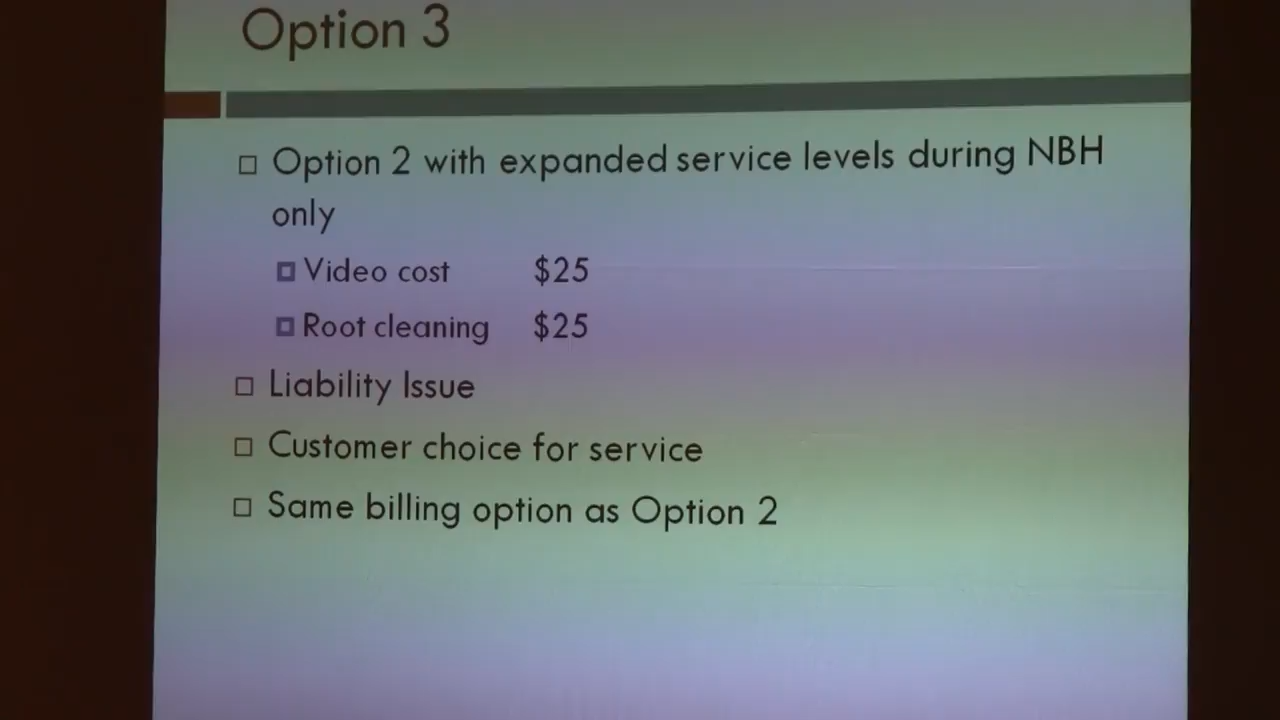 Option 3
Option 2 with expanded service levels during NBH
only
Video cost $25
Root cleaning $25
Liability Issue
Customer choice for service
Same billing option as Option 2